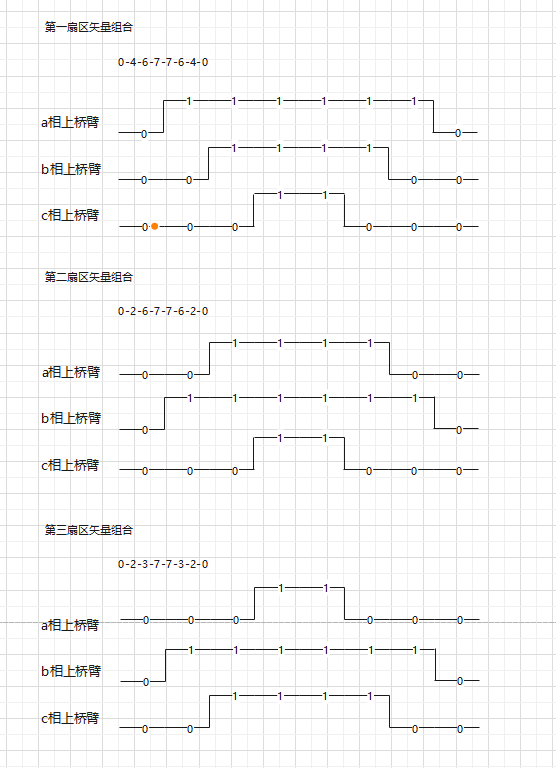 第一扇区矢量组合
0-4-6-7-7-6-4-0
a相上桥臂 0 1 1 1 1 1 1 0
b相上桥臂 0 0 1 1 1 1 0 0
c相上桥臂 0 0 0 1 1 0 0 0
第二扇区矢量组合
0-2-6-7-7-6-2-0
a相上桥臂 0 0 1 1 1 1 0 0
b相上桥臂 0 1 1 1 1 1 1 0
c相上桥臂 0 0 0 1 1 0 0 0
第三扇区矢量组合
0-2-3-7-7-3-2-0
a相上桥臂 0 0 0 1 1 0 0 0
b相上桥臂 0 1 1 1 1 1 1 0
c相上桥臂 0 0 1 1 1 1 0 0